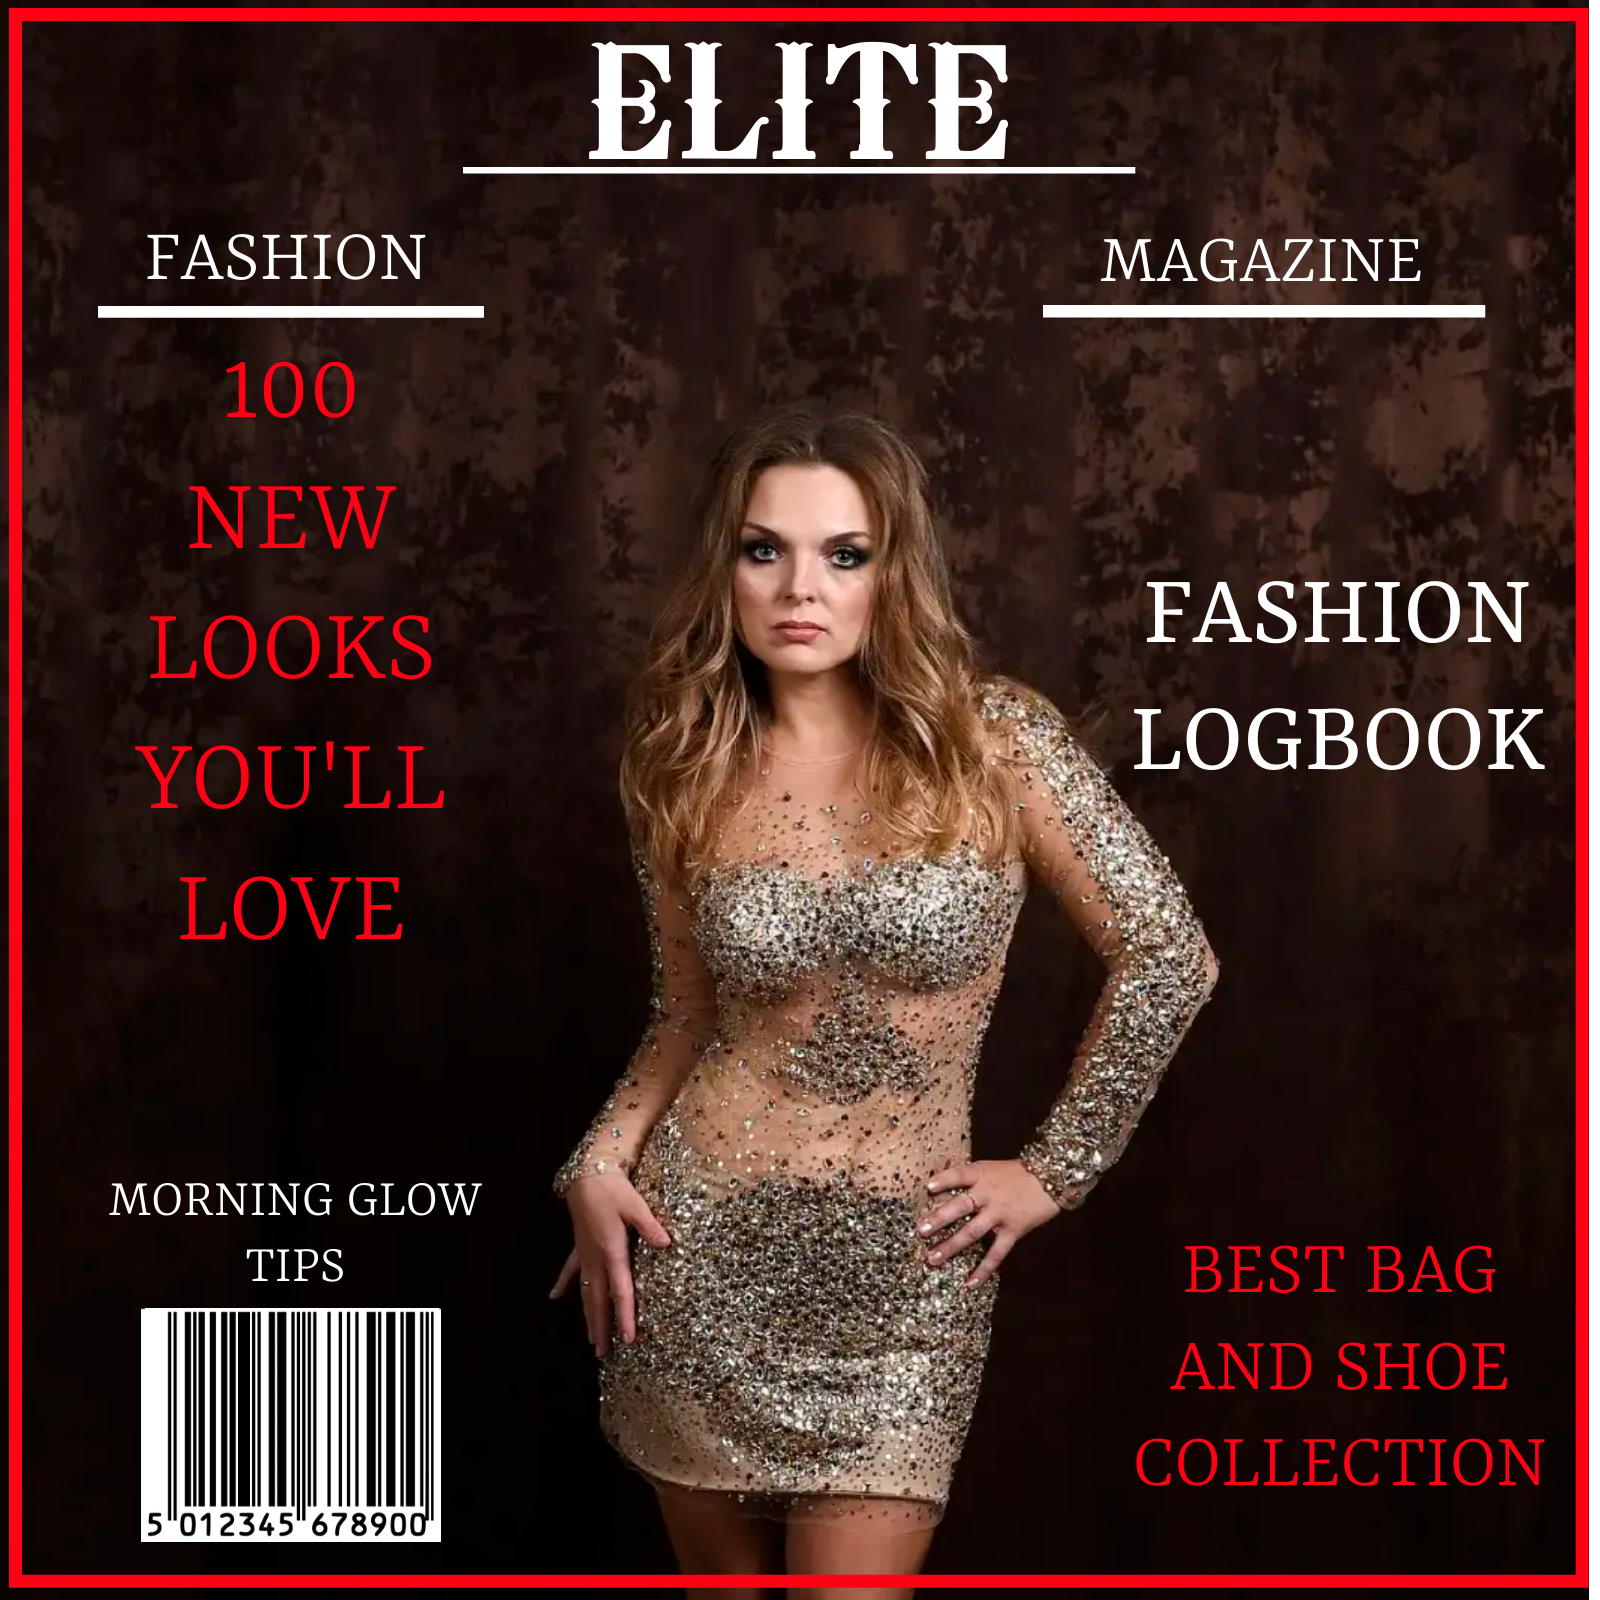 ELITE
FASHION
MAGAZINE
100
NEW
LOOKS
YOU'LL
LOVE
FASHION
LOGBOOK
MORNING GLOW
TIPS
BEST BAG
AND SHOE
COLLECTION
5 012345 678900